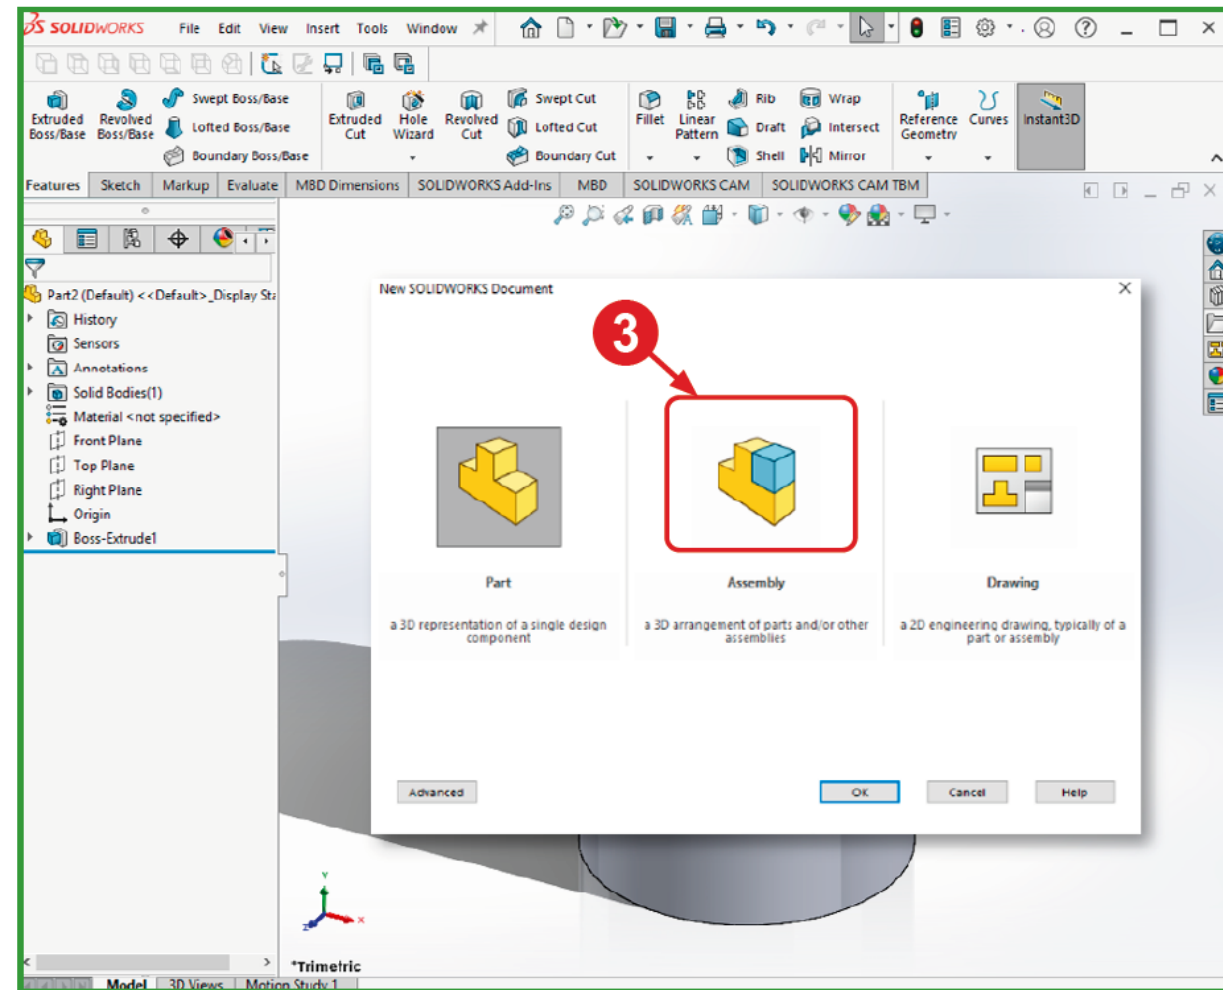 SOLIDWORKS File Edit View Insert Tools Window
Extruded Boss/Base
Revolved Boss/Base
Swept Boss/Base
Lofted Boss/Base
Boundary Boss/Base
Extruded Cut
Hole Wizard
Revolved Cut
Swept Cut
Lofted Cut
Boundary Cut
Fillet
Linear Pattern
Rib
Draft
Shell
Wrap
Intersect
Mirror
Reference Geometry
Curves
Instant3D
Features Sketch Markup Evaluate MBD Dimensions SOLIDWORKS Add-Ins MBD SOLIDWORKS CAM SOLIDWORKS CAM TBM
Part2 (Default) <<Default>_Display Sta
History
Sensors
Annotations
Solid Bodies(1)
Material <not specified>
Front Plane
Top Plane
Right Plane
Origin
Boss-Extrude1
New SOLIDWORKS Document
3
Part
a 3D representation of a single design
component
Assembly
a 3D arrangement of parts and/or other
assemblies
Drawing
a 2D engineering drawing, typically of a
part or assembly
Advanced OK Cancel Help
Y
X
Z
*Trimetric
Model 3D Views Motion Study 1